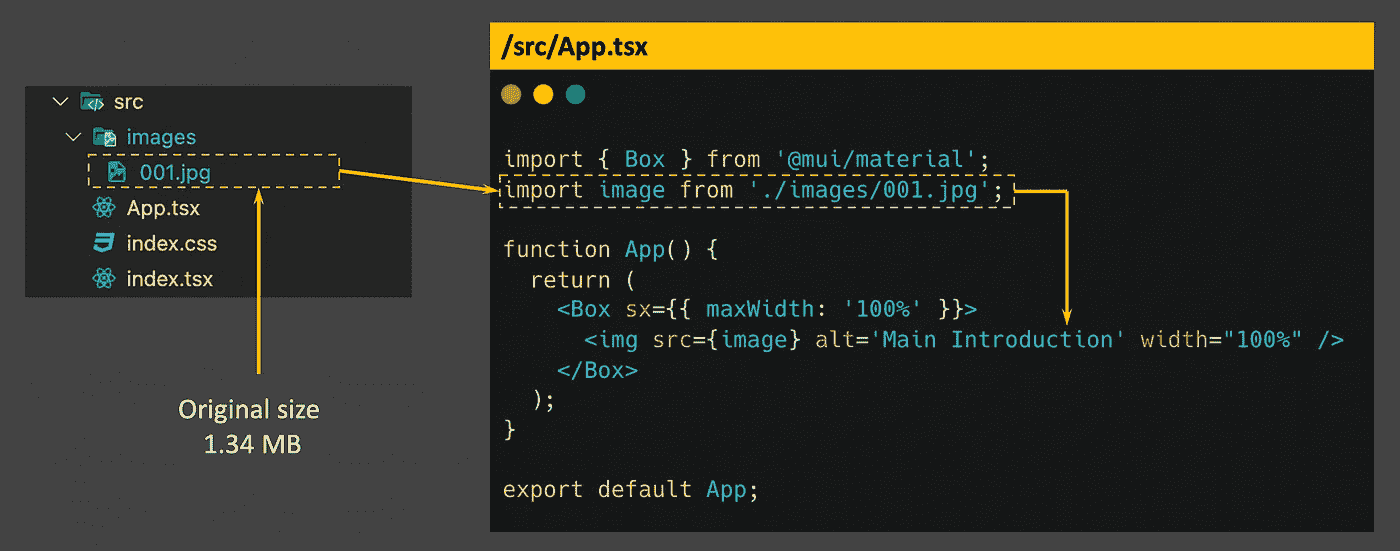 src
images
001.jpg
App.tsx
index.css
index.tsx
Original size
1.34 MB
/src/App.tsx
import { Box } from '@mui/material';
import image from './images/001.jpg';
function App() {
  return (
    <Box sx={{ maxWidth: '100%' }}>
      <img src={image} alt='Main Introduction' width="100%" />
    </Box>
  );
}
export default App;